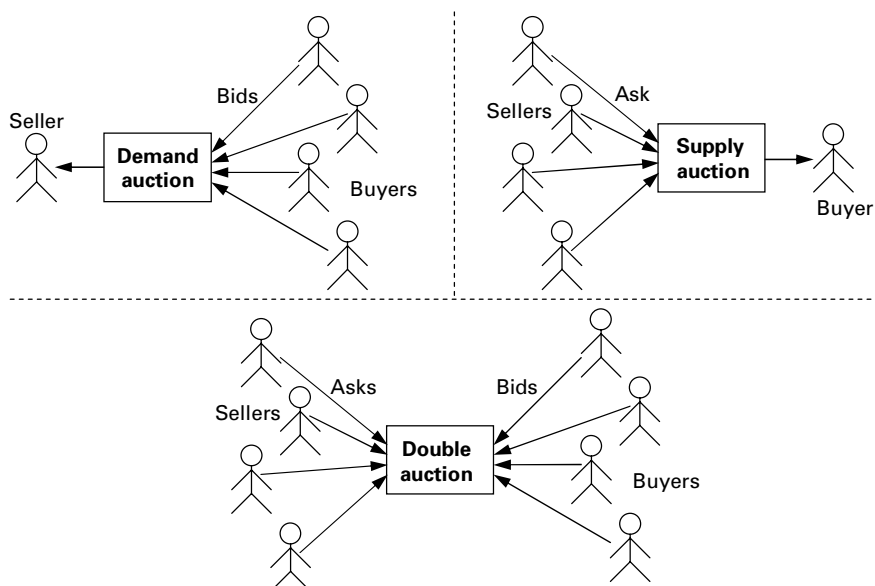 Bids
Seller
Demand
auction
Buyers
Ask
Sellers
Supply
auction
Buyer
Asks
Bids
Sellers
Double
auction
Buyers